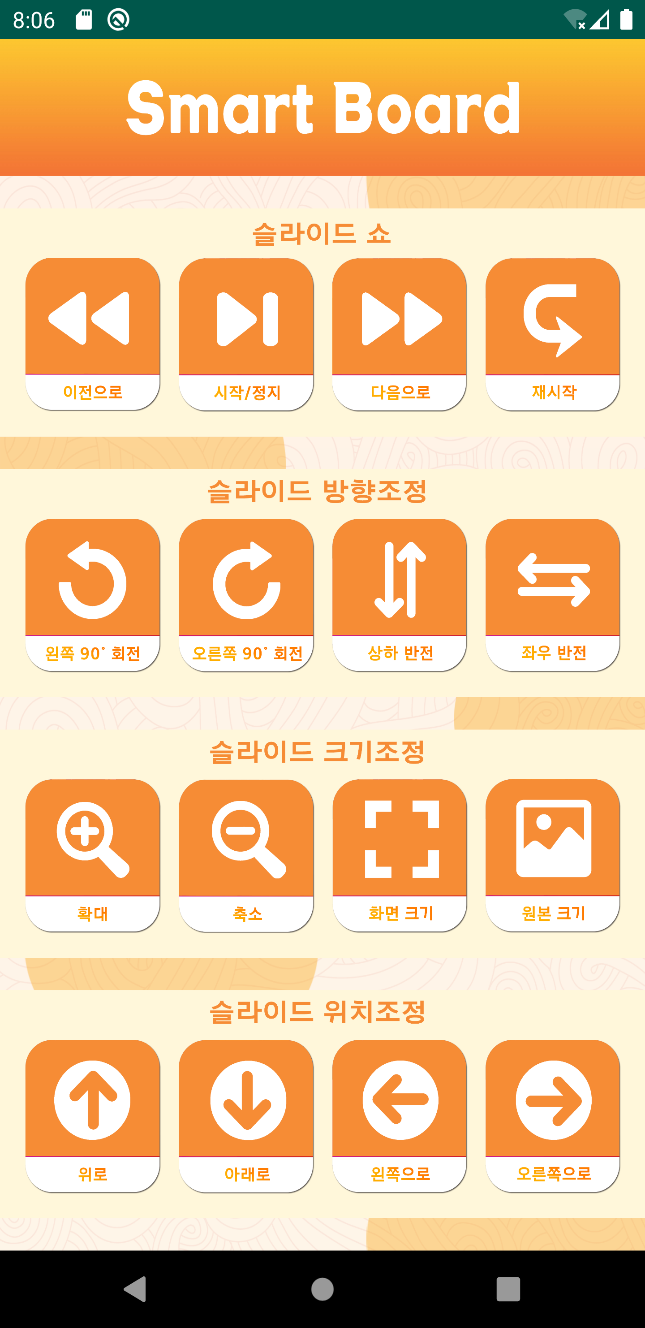 8:06
Smart Board
슬라이드 쇼
이전으로
시작/정지
다음으로
재시작
슬라이드 방향조정
왼쪽 90° 회전
오른쪽 90° 회전
상하 반전
좌우 반전
슬라이드 크기조정
확대
축소
화면 크기
원본 크기
슬라이드 위치조정
위로
아래로
왼쪽으로
오른쪽으로